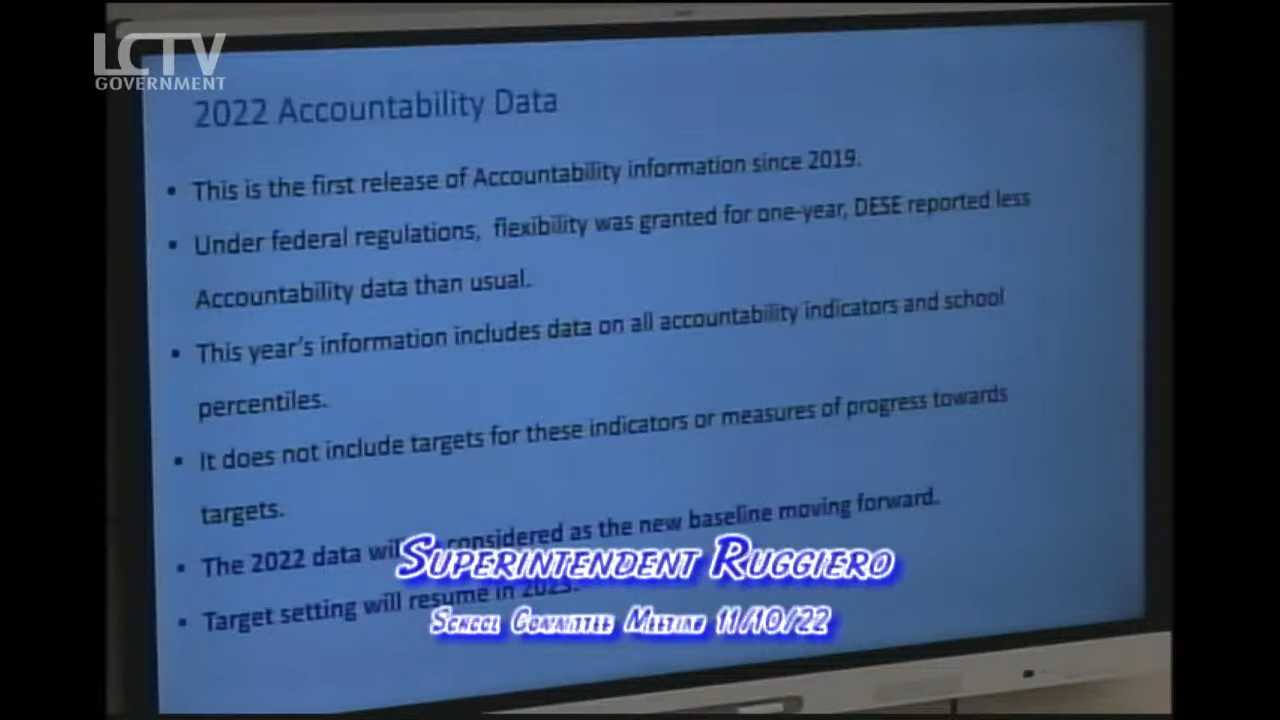 LCTV
GOVERNMENT
2022 Accountability Data
• This is the first release of Accountability information since 2019.
• Under federal regulations, flexibility was granted for one-year, DESE reported less
Accountability data than usual.
• This year's information includes data on all accountability indicators and school
percentiles.
• It does not include targets for these indicators or measures of progress towards
targets.
• The 2022 data will considered as the new baseline moving forward.
• Target setting will resume in 2023.
SUPERINTENDENT RUGGIERO
SCHOOL COMMITTEE MEETING 11/10/22